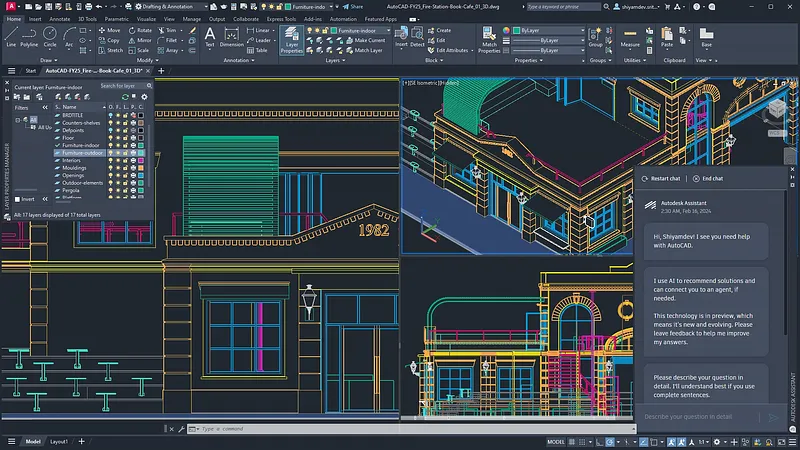 Drafting & Annotation
Furniture-indo
Share
AutoCAD-FY25_Fire-Station-Book-Cafe_01_3D.dwg
Type a keyword or phrase
shiyamdev.srit...
Home
Insert
Annotate
3D Tools
Parametric
Visualize
View
Manage
Output
Collaborate
Express Tools
Add-ins
Automation
Featured Apps
Line
Polyline
Circle
Arc
Move
Copy
Stretch
Rotate
Mirror
Scale
Trim
Fillet
Array
Text
Dimension
Linear
Leader
Table
Layer
Properties
Furniture-indoor
Make Current
Match Layer
Insert
Create
Edit
Edit Attributes
Match
Properties
ByLayer
ByLayer
ByLayer
Group
Measure
Paste
Base
Draw
Modify
Annotation
Layers
Block
Properties
Groups
Utilities
Clipboard
View
Start
AutoCAD-FY25_Fire-...-Book-Cafe_01_3D*
Current layer: Furniture-indoor
Search for layer
Filters
S.. Name
All
All Us
BRDTITLE
Counters-shelves
Defpoints
Floor
Furniture-indoor
Furniture-outdoor
Interiors
Mouldings
Openings
Outdoor-elements
Pergola
Invert
All: 17 layers displayed of 17 total layers
LAYER PROPERTIES MANAGER
1982
[+][SE Isometric][Hidden]
WCS
Restart chat
End chat
Autodesk Assistant
2:30 AM, Feb 16, 2024
Hi, Shiyamdev! I see you need help
with AutoCAD.
I use AI to recommend solutions and
can connect you to an agent, if
needed.
This technology is in preview, which
means it's new and evolving. Please
leave feedback to help me improve
my answers.
Please describe your question in
detail. I'll understand best if you use
complete sentences.
Describe your question in detail
AUTODESK ASSISTANT
Type a command
Model
Layout1
MODEL
1:1